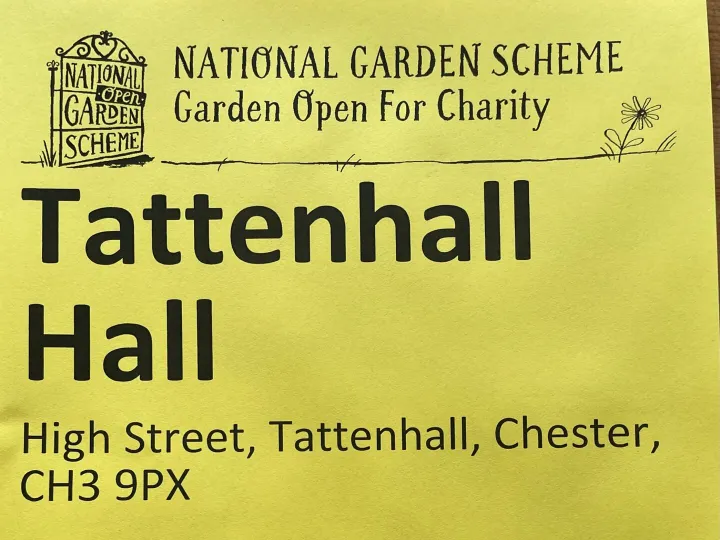 NATIONAL
Open
GARDEN
SCHEME
NATIONAL GARDEN SCHEME
Garden Open For Charity
Tattenhall
Hall
High Street, Tattenhall, Chester,
CH3 9PX